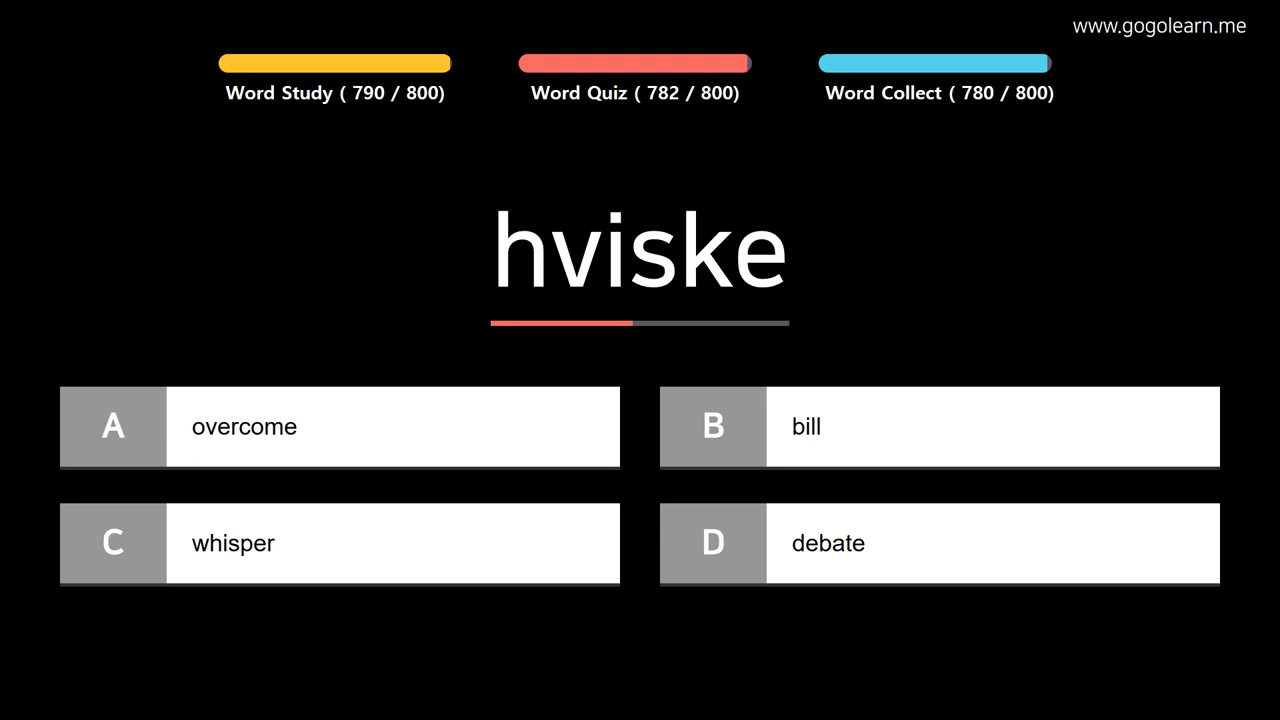 www.gogolearn.me
Word Study ( 790 / 800)
Word Quiz ( 782 / 800)
Word Collect ( 780 / 800)
hviske
A overcome
B bill
C whisper
D debate